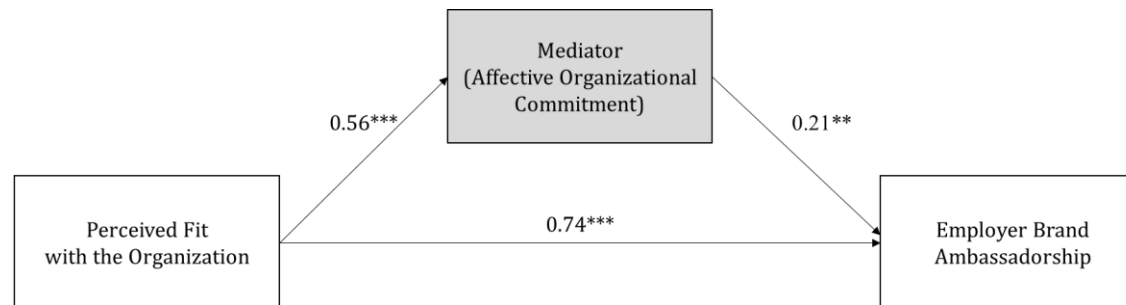 Mediator
(Affective Organizational
Commitment)
0.56***
0.21**
Perceived Fit
with the Organization
0.74***
Employer Brand
Ambassadorship